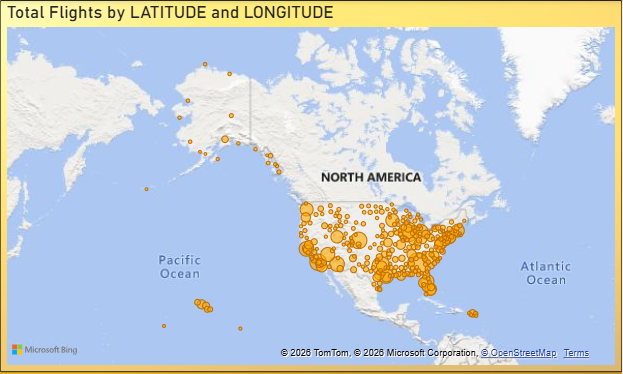 Total Flights by LATITUDE and LONGITUDE
NORTH AMERICA
Pacific
Ocean
Atlantic
Ocean
Microsoft Bing
© 2026 TomTom, © 2026 Microsoft Corporation, © OpenStreetMap Terms